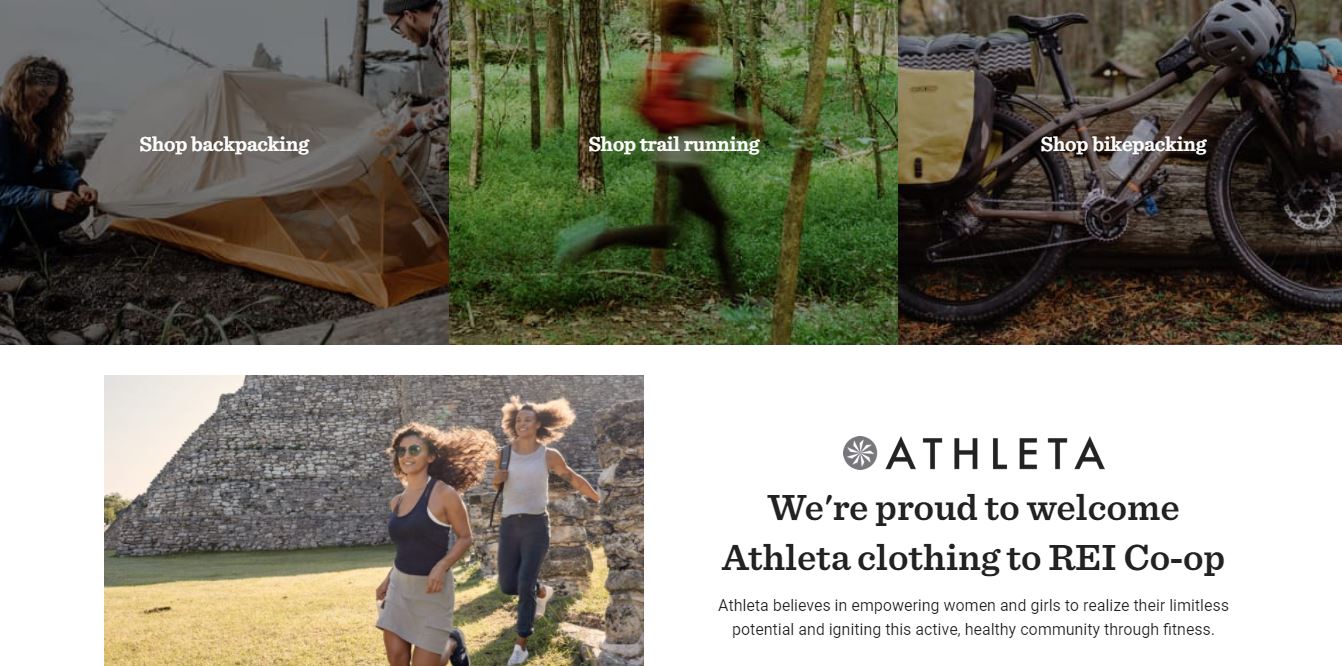 Shop backpacking
Shop trail running
Shop bikepacking
ATHLETA
We're proud to welcome
Athleta clothing to REI Co-op
Athleta believes in empowering women and girls to realize their limitless
potential and igniting this active, healthy community through fitness.